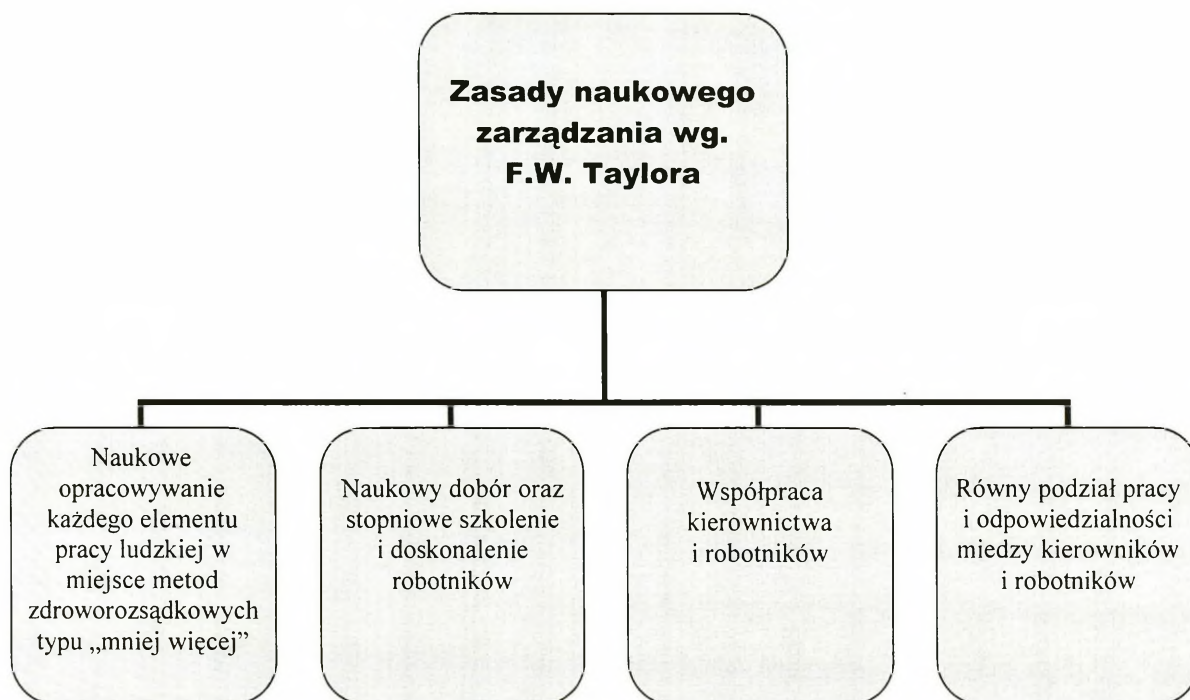 Zasady naukowego
zarządzania wg.
F.W. Taylora
Naukowe
opracowywanie
każdego elementu
pracy ludzkiej w
miejsce metod
zdroworozsądkowych
typu „mniej więcej”
Naukowy dobór oraz
stopniowe szkolenie
i doskonalenie
robotników
Współpraca
kierownictwa
i robotników
Równy podział pracy
i odpowiedzialności
miedzy kierowników
i robotników